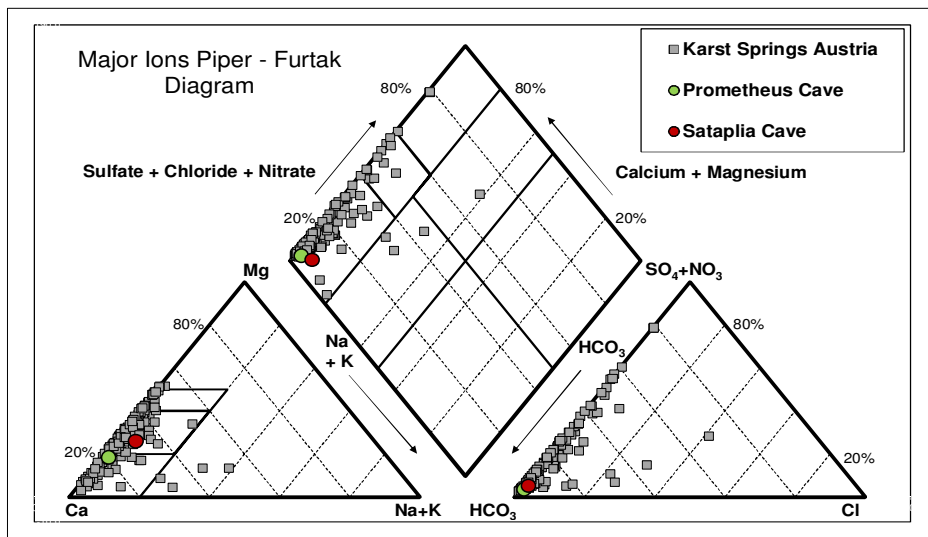 Major Ions Piper - Furtak
Diagram
Karst Springs Austria
Prometheus Cave
Sataplia Cave
80%
80%
Sulfate + Chloride + Nitrate
Calcium + Magnesium
20%
20%
Mg
SO₄+NO₃
80%
Na
+ K
HCO₃
80%
20%
20%
Ca
Na+K
HCO₃
Cl